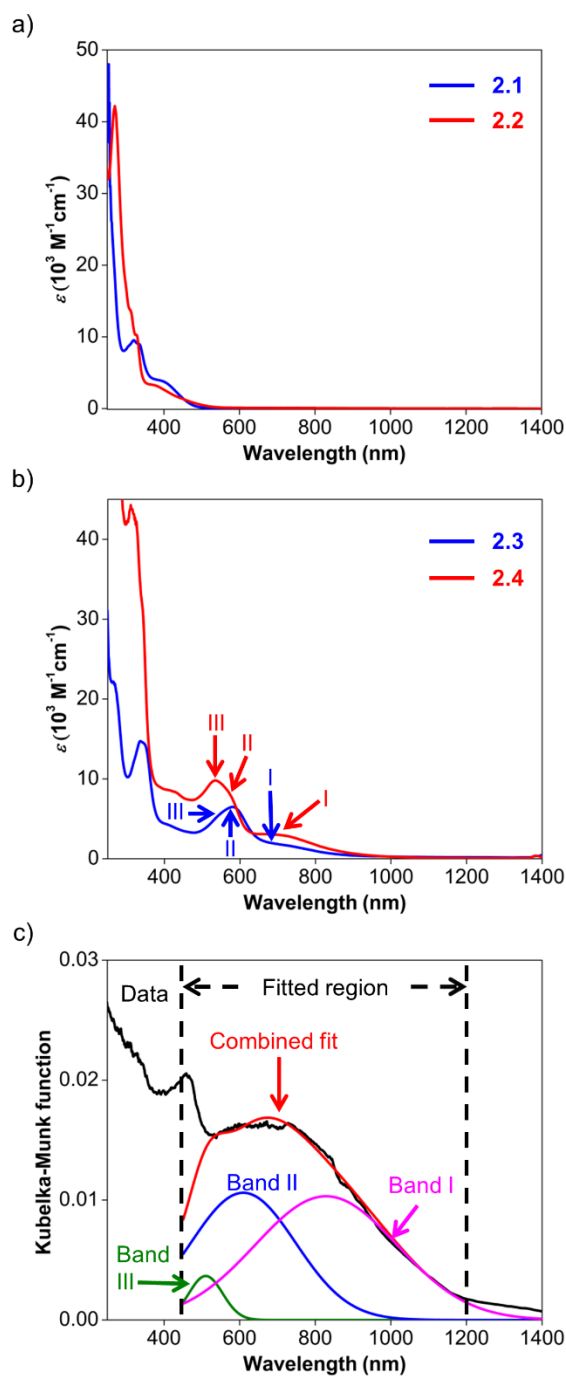 a)
50
40
30
20
10
0
ε (10³ M⁻¹cm⁻¹)
2.1
2.2
400 600 800 1000 1200 1400
Wavelength (nm)
b)
40
30
20
10
0
ε (10³ M⁻¹cm⁻¹)
2.3
2.4
III
II
I
I
III
II
400 600 800 1000 1200 1400
Wavelength (nm)
c)
0.03
0.02
0.01
0.00
Kubelka-Munk function
Data
Fitted region
Combined fit
Band II
Band I
Band
III
400 600 800 1000 1200 1400
Wavelength (nm)